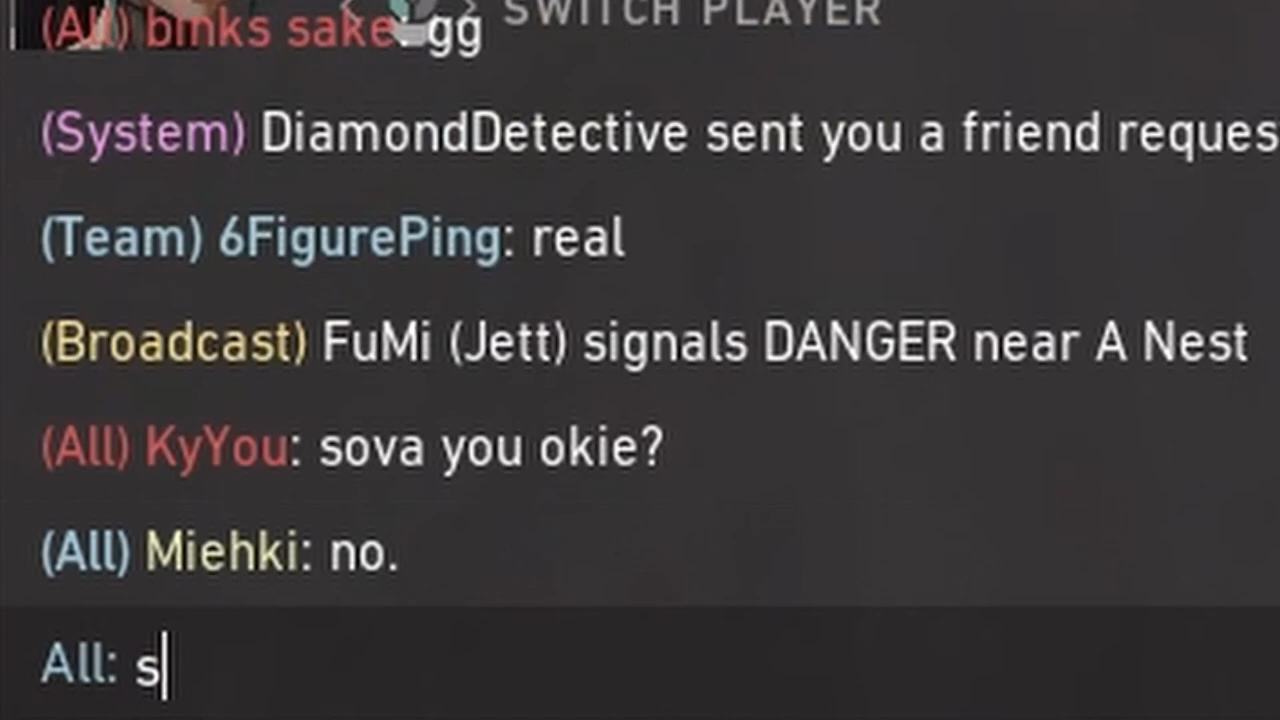 SWITCH PLAYER
(All) binks sake: gg
(System) DiamondDetective sent you a friend reques
(Team) 6FigurePing: real
(Broadcast) FuMi (Jett) signals DANGER near A Nest
(All) KyYou: sova you okie?
(All) Miehki: no.
All: s